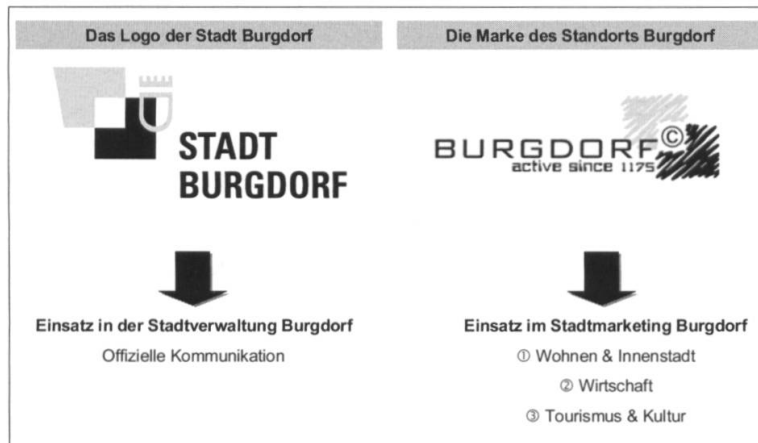 Das Logo der Stadt Burgdorf
STADT
BURGDORF
Einsatz in der Stadtverwaltung Burgdorf
Offizielle Kommunikation
Die Marke des Standorts Burgdorf
BURGDORF©
active since 1175
Einsatz im Stadtmarketing Burgdorf
① Wohnen & Innenstadt
② Wirtschaft
③ Tourismus & Kultur